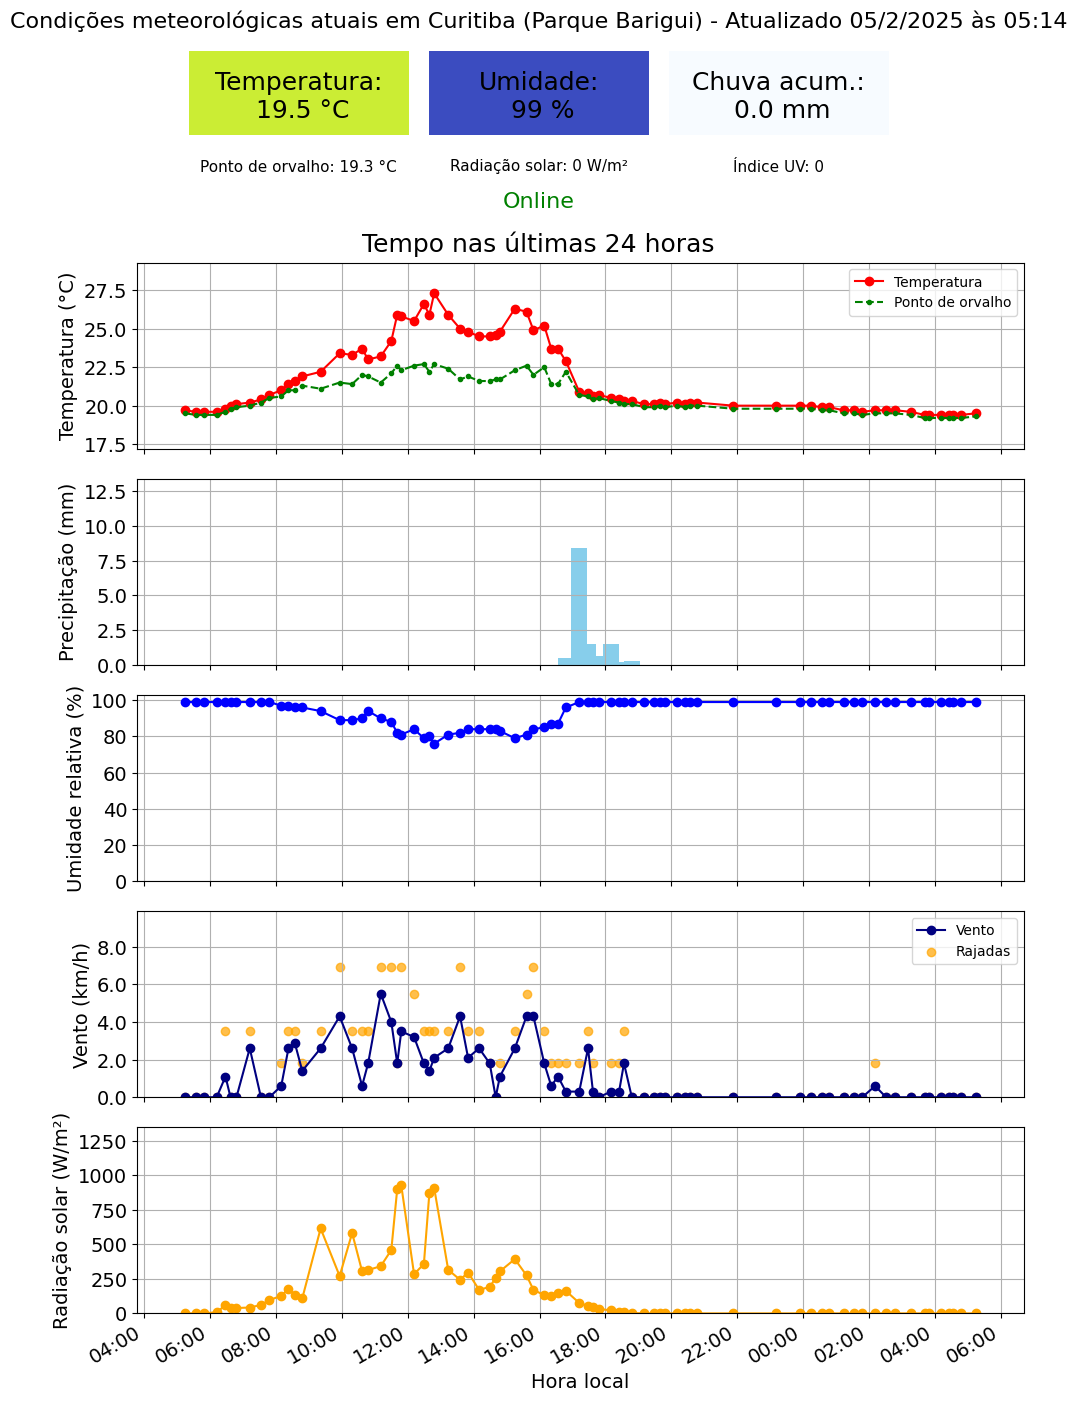 Condições meteorológicas atuais em Curitiba (Parque Barigui) - Atualizado 05/2/2025 às 05:14
Temperatura:
19.5 °C
Umidade:
99 %
Chuva acum.:
0.0 mm
Ponto de orvalho: 19.3 °C
Radiação solar: 0 W/m²
Índice UV: 0
Online
Tempo nas últimas 24 horas
Temperatura (°C)
27.5
25.0
22.5
20.0
17.5
Temperatura
Ponto de orvalho
Precipitação (mm)
12.5
10.0
7.5
5.0
2.5
0.0
Umidade relativa (%)
100
80
60
40
20
0
Vento (km/h)
8.0
6.0
4.0
2.0
0.0
Vento
Rajadas
Radiação solar (W/m²)
1250
1000
750
500
250
0
04:00
06:00
08:00
10:00
12:00
14:00
16:00
18:00
20:00
22:00
00:00
02:00
04:00
06:00
Hora local